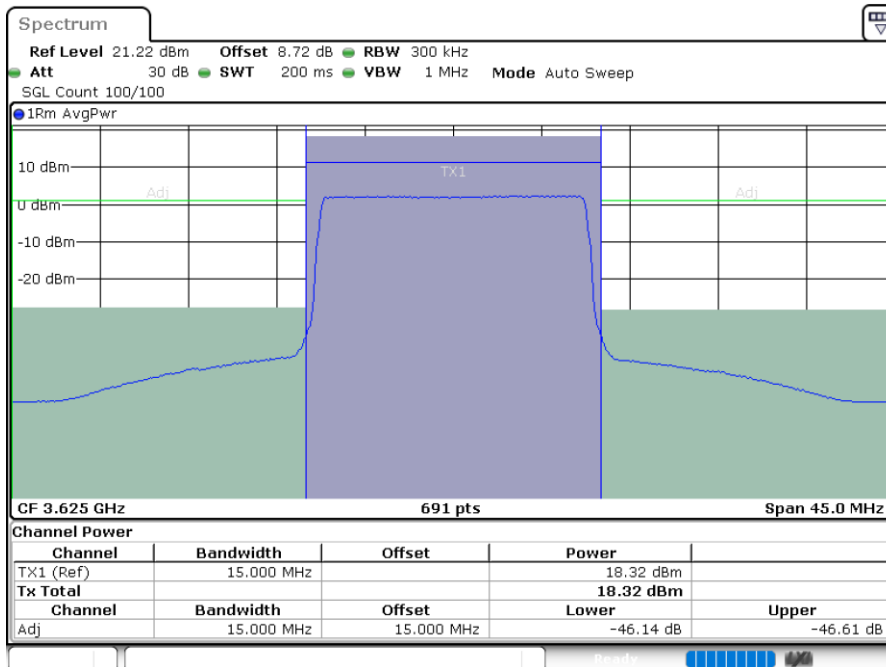 Spectrum
Ref Level 21.22 dBm Offset 8.72 dB RBW 300 kHz
Att 30 dB SWT 200 ms VBW 1 MHz Mode Auto Sweep
SGL Count 100/100
1Rm AvgPwr
10 dBm
TX1
Adj Adj
0 dBm
-10 dBm
-20 dBm
CF 3.625 GHz 691 pts Span 45.0 MHz
Channel Power
Channel Bandwidth Offset Power
TX1 (Ref) 15.000 MHz 18.32 dBm
Tx Total 18.32 dBm
Channel Bandwidth Offset Lower Upper
Adj 15.000 MHz 15.000 MHz -46.14 dB -46.61 dB
Ready